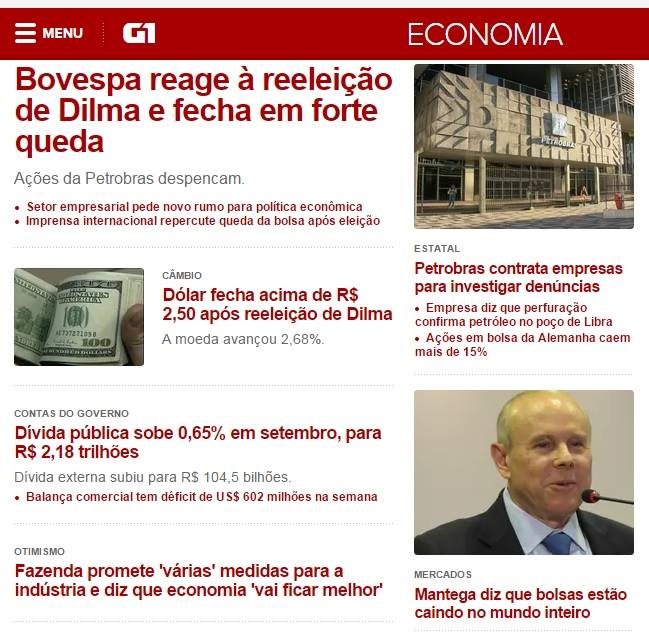 MENU
G1
ECONOMIA
Bovespa reage à reeleição
de Dilma e fecha em forte
queda
Ações da Petrobras despencam.
• Setor empresarial pede novo rumo para política econômica
• Imprensa internacional repercute queda da bolsa após eleição
PETROBRAS
ESTATAL
Petrobras contrata empresas
para investigar denúncias
• Empresa diz que perfuração
confirma petróleo no poço de Libra
• Ações em bolsa da Alemanha caem
mais de 15%
CÂMBIO
Dólar fecha acima de R$
2,50 após reeleição de Dilma
A moeda avançou 2,68%.
100
CONTAS DO GOVERNO
Dívida pública sobe 0,65% em setembro, para
R$ 2,18 trilhões
Dívida externa subiu para R$ 104,5 bilhões.
• Balança comercial tem déficit de US$ 602 milhões na semana
OTIMISMO
Fazenda promete 'várias' medidas para a
indústria e diz que economia 'vai ficar melhor'
MERCADOS
Mantega diz que bolsas estão
caindo no mundo inteiro